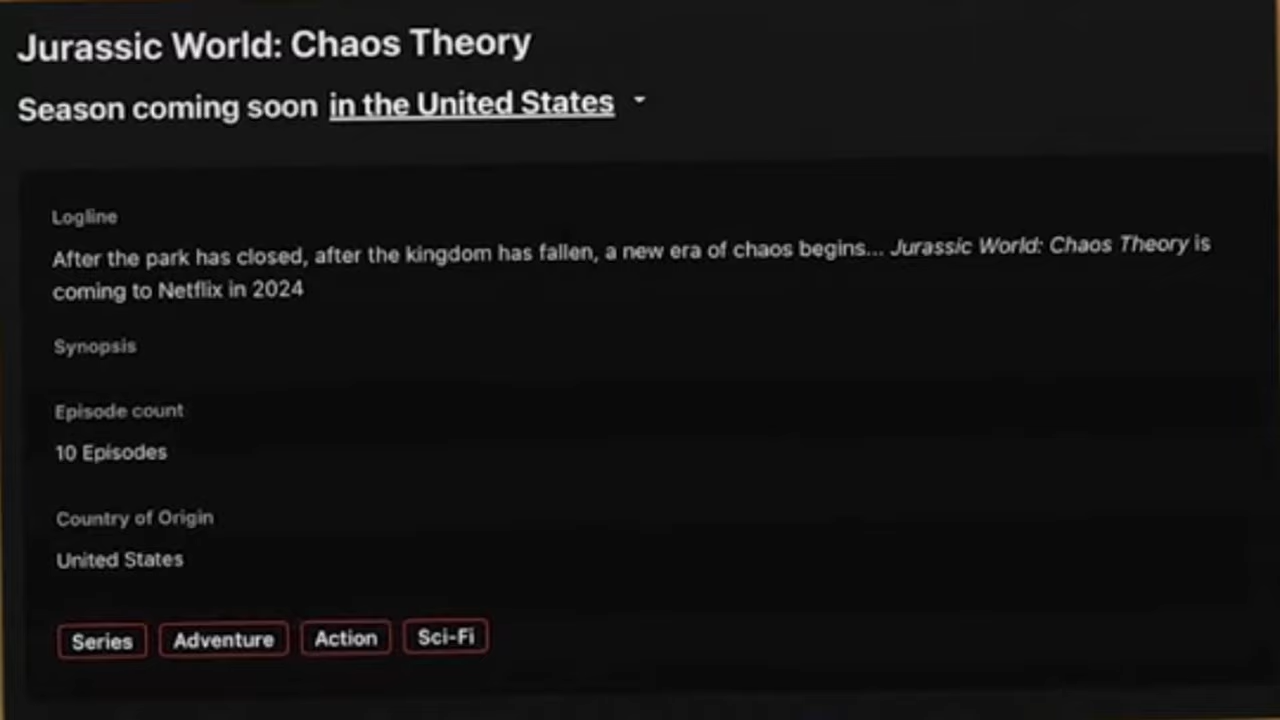 Jurassic World: Chaos Theory
Season coming soon in the United States
Logline
After the park has closed, after the kingdom has fallen, a new era of chaos begins... Jurassic World: Chaos Theory is
coming to Netflix in 2024
Synopsis
Episode count
10 Episodes
Country of Origin
United States
Series Adventure Action Sci-Fi